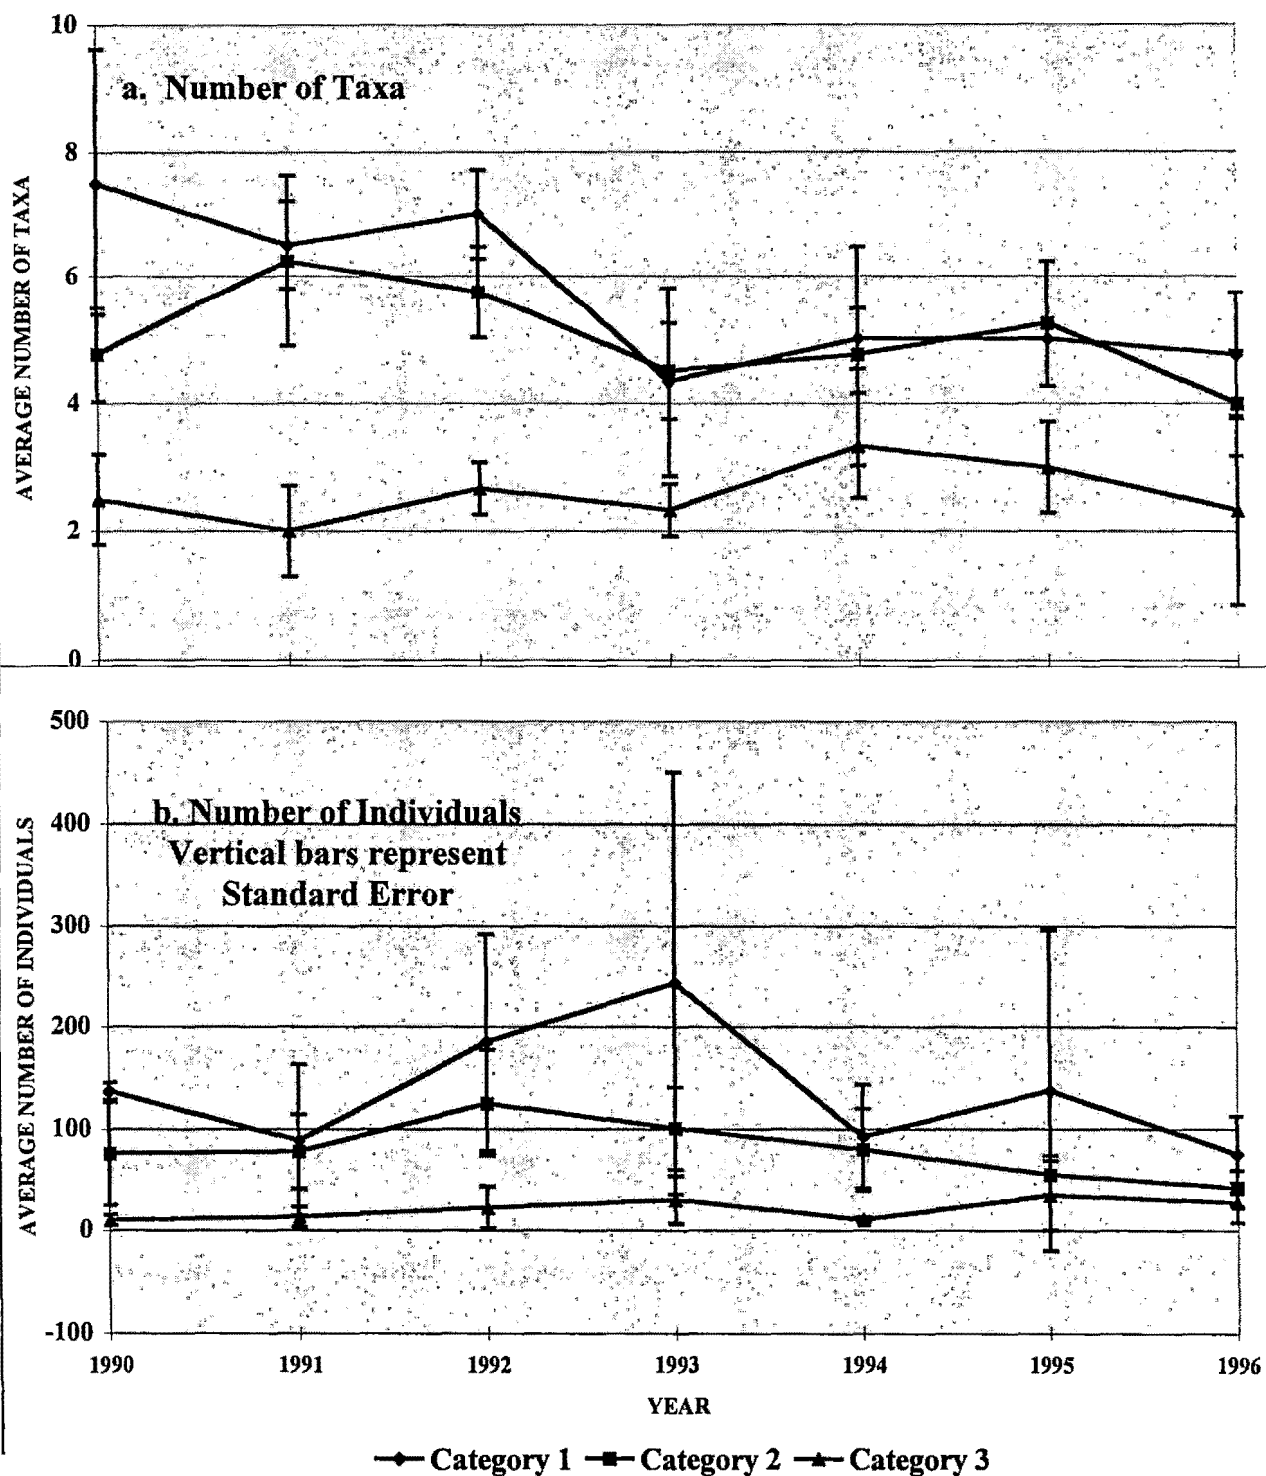 10
a. Number of Taxa
8
6
4
2
0
AVERAGE NUMBER OF TAXA
500
b. Number of Individuals
400
Vertical bars represent
Standard Error
300
200
100
0
-100
AVERAGE NUMBER OF INDIVIDUALS
1990 1991 1992 1993 1994 1995 1996
YEAR
Category 1 Category 2 Category 3